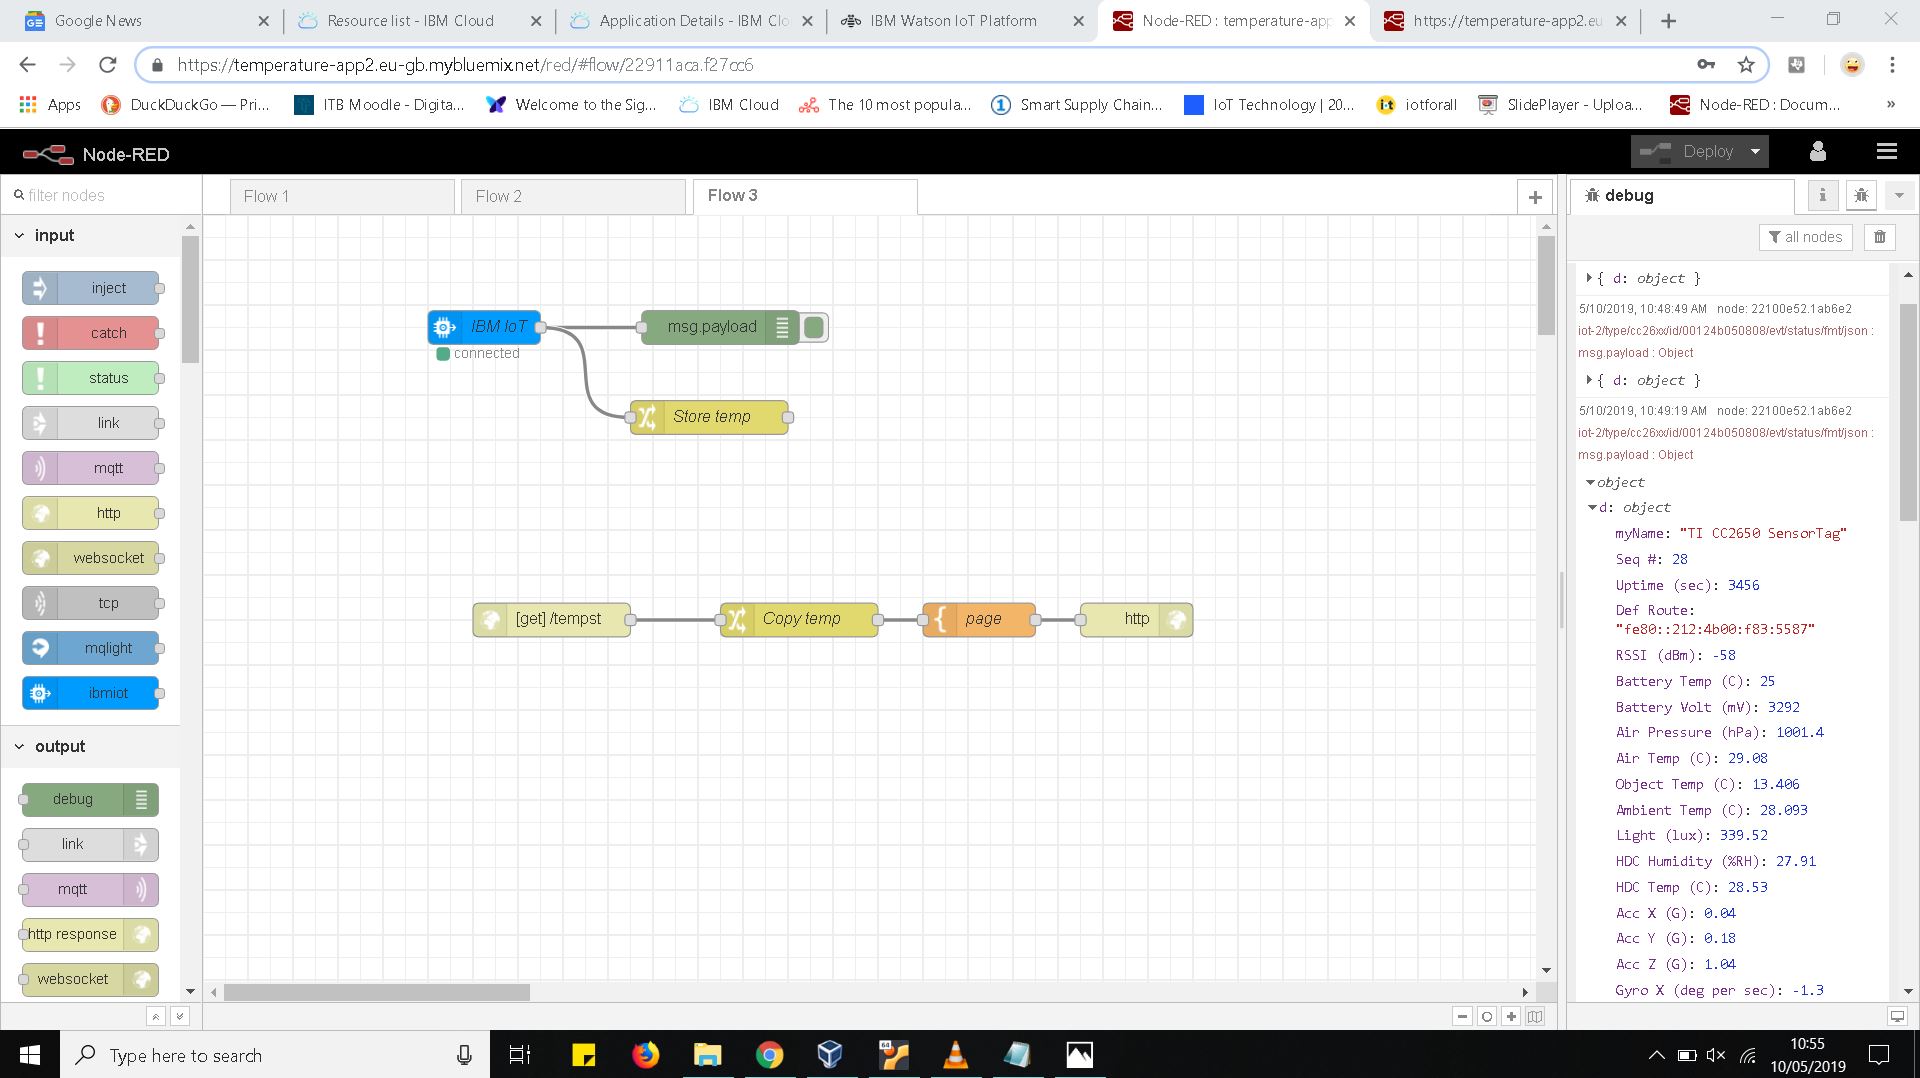 Google News
Resource list - IBM Cloud
Application Details - IBM Clo
IBM Watson IoT Platform
Node-RED : temperature-app
https://temperature-app2.eu
https://temperature-app2.eu-gb.mybluemix.net/red/#flow/22911aca.f27cc6
Apps
DuckDuckGo — Pri...
ITB Moodle - Digita...
Welcome to the Sig...
IBM Cloud
The 10 most popula...
Smart Supply Chain...
IoT Technology | 20...
iotforall
SlidePlayer - Uploa...
Node-RED : Docum...
»
Node-RED
Deploy
filter nodes
Flow 1
Flow 2
Flow 3
debug
all nodes
input
inject
catch
status
link
mqtt
http
websocket
tcp
mqlight
ibmiot
output
debug
link
mqtt
http response
websocket
IBM IoT
connected
msg.payload
Store temp
[get] /tempst
Copy temp
page
http
{ d: object }
5/10/2019, 10:48:49 AM node: 22100e52.1ab6e2
iot-2/type/cc26xx/id/00124b050808/evt/status/fmt/json :
msg.payload : Object
{ d: object }
5/10/2019, 10:49:19 AM node: 22100e52.1ab6e2
iot-2/type/cc26xx/id/00124b050808/evt/status/fmt/json :
msg.payload : Object
object
d: object
myName: "TI CC2650 SensorTag"
Seq #: 28
Uptime (sec): 3456
Def Route:
"fe80::212:4b00:f83:5587"
RSSI (dBm): -58
Battery Temp (C): 25
Battery Volt (mV): 3292
Air Pressure (hPa): 1001.4
Air Temp (C): 29.08
Object Temp (C): 13.406
Ambient Temp (C): 28.093
Light (lux): 339.52
HDC Humidity (%RH): 27.91
HDC Temp (C): 28.53
Acc X (G): 0.04
Acc Y (G): 0.18
Acc Z (G): 1.04
Gyro X (deg per sec): -1.3
Type here to search
64
10:55
10/05/2019